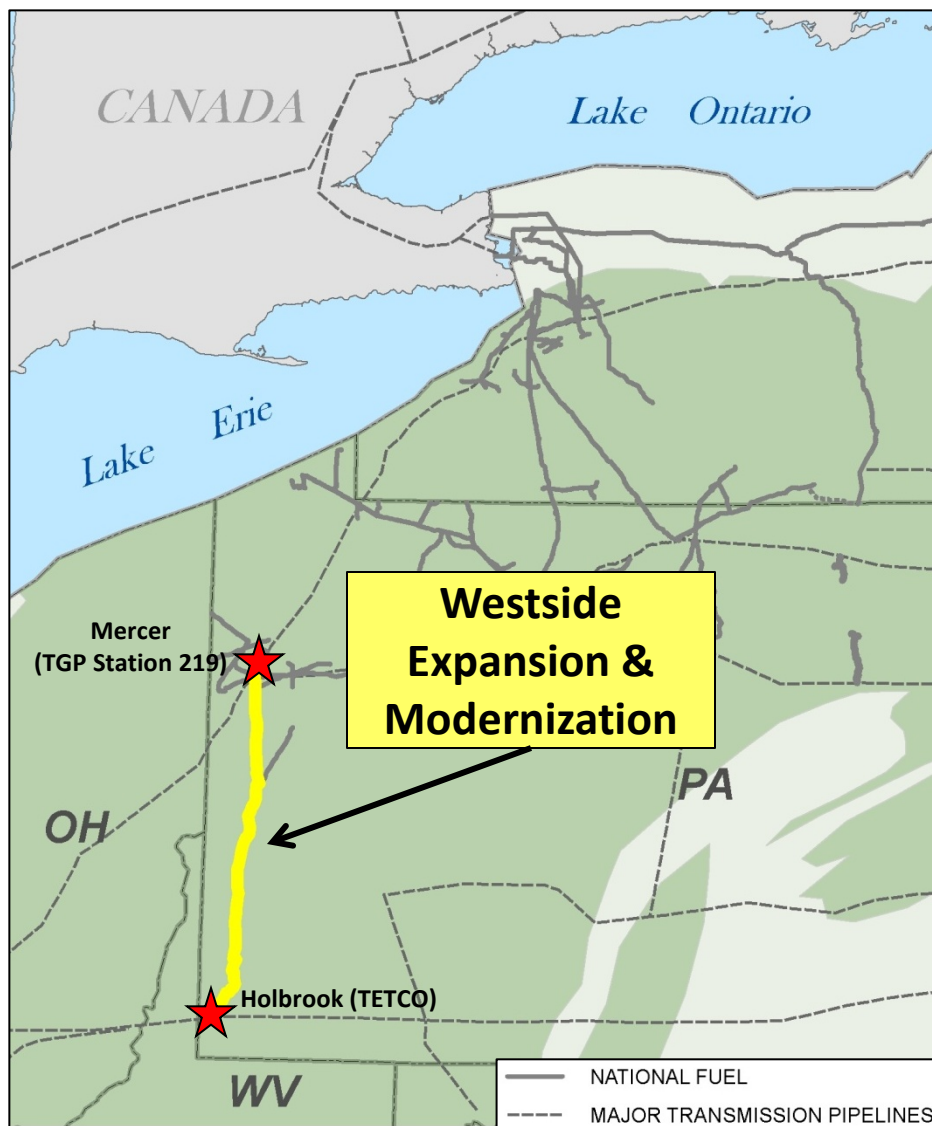 CANADA
Lake Ontario
Lake Erie
Westside
Expansion &
Modernization
Mercer
(TGP Station 219)
OH
PA
Holbrook (TETCO)
WV
NATIONAL FUEL
MAJOR TRANSMISSION PIPELINES